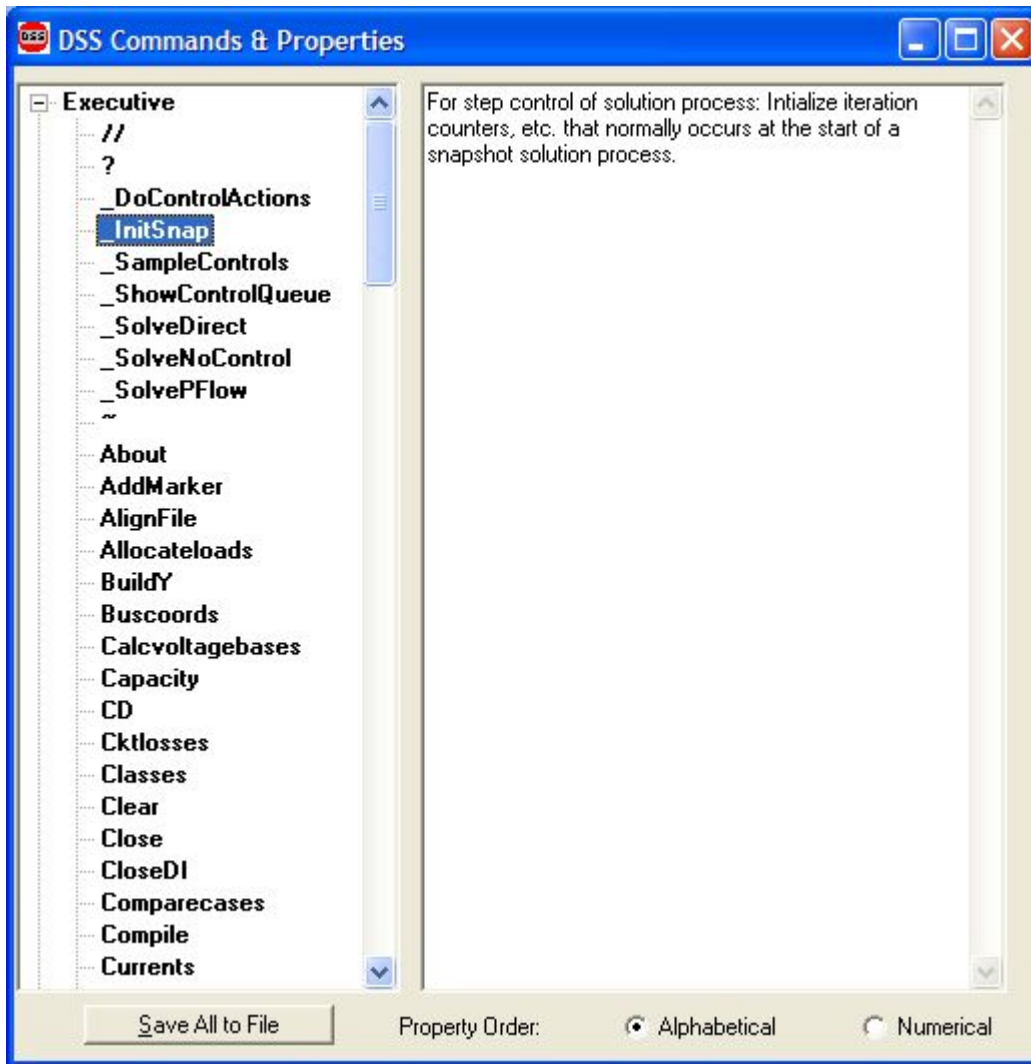 DSS DSS Commands & Properties
Executive
//
?
_DoControlActions
_InitSnap
_SampleControls
_ShowControlQueue
_SolveDirect
_SolveNoControl
_SolvePFlow
~
About
AddMarker
AlignFile
Allocateloads
BuildY
Buscoords
Calcvoltagebases
Capacity
CD
Cktlosses
Classes
Clear
Close
CloseDI
Comparecases
Compile
Currents
For step control of solution process: Intialize iteration
counters, etc. that normally occurs at the start of a
snapshot solution process.
Save All to File Property Order: Alphabetical Numerical